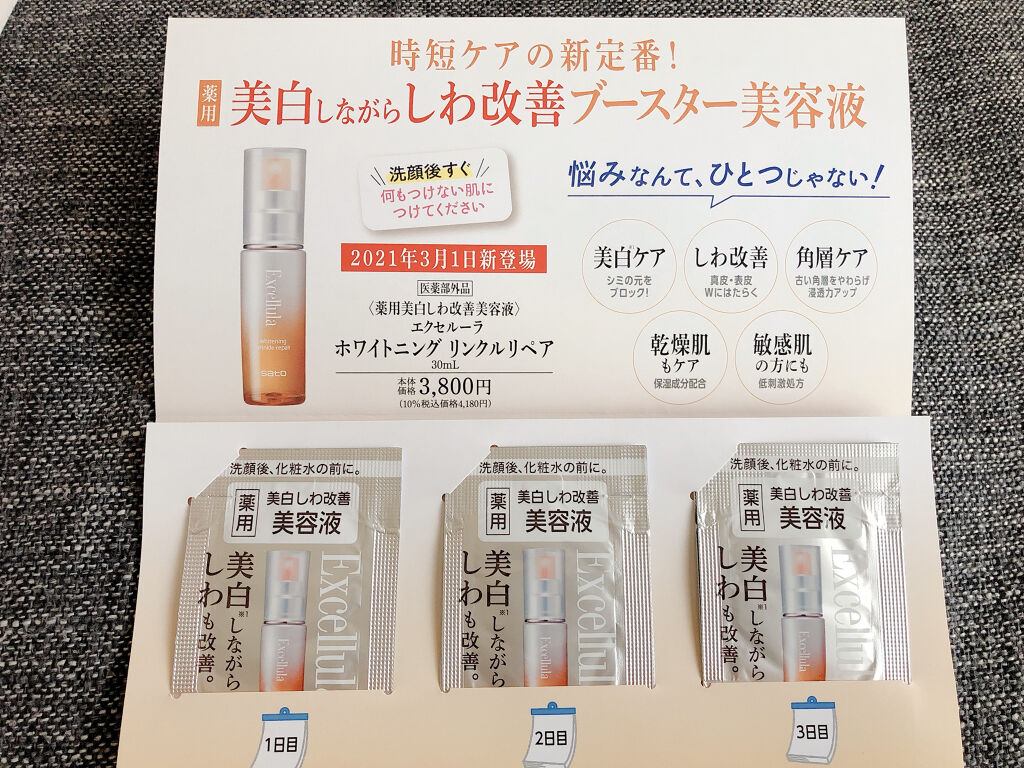 時短ケアの新定番!
薬用 美白しながらしわ改善ブースター美容液
洗顔後すぐ
何もつけない肌に
つけてください
悩みなんて、ひとつじゃない!
2021年3月1日新登場
医薬部外品
〈薬用美白しわ改善美容液〉
エクセルーラ
ホワイトニング リンクルリペア
30mL
本体価格 3,800円
(10%税込価格4,180円)
美白ケア
シミの元を
ブロック!
しわ改善
真皮・表皮
Wにはたらく
角層ケア
古い角層をやわらげ
浸透力アップ
乾燥肌
もケア
保湿成分配合
敏感肌
の方にも
低刺激処方
Excellula
whitening
wrinkle repair
sato
洗顔後、化粧水の前に。
薬用
美白しわ改善
美容液
美白※1しながら
しわも改善。
Excellul
Excellula
1日目
洗顔後、化粧水の前に。
薬用
美白しわ改善
美容液
美白※1しながら
しわも改善。
Excellul
Excellula
2日目
洗顔後、化粧水の前に。
薬用
美白しわ改善
美容液
美白※1しながら
しわも改善。
Excellu
Excellula
3日目